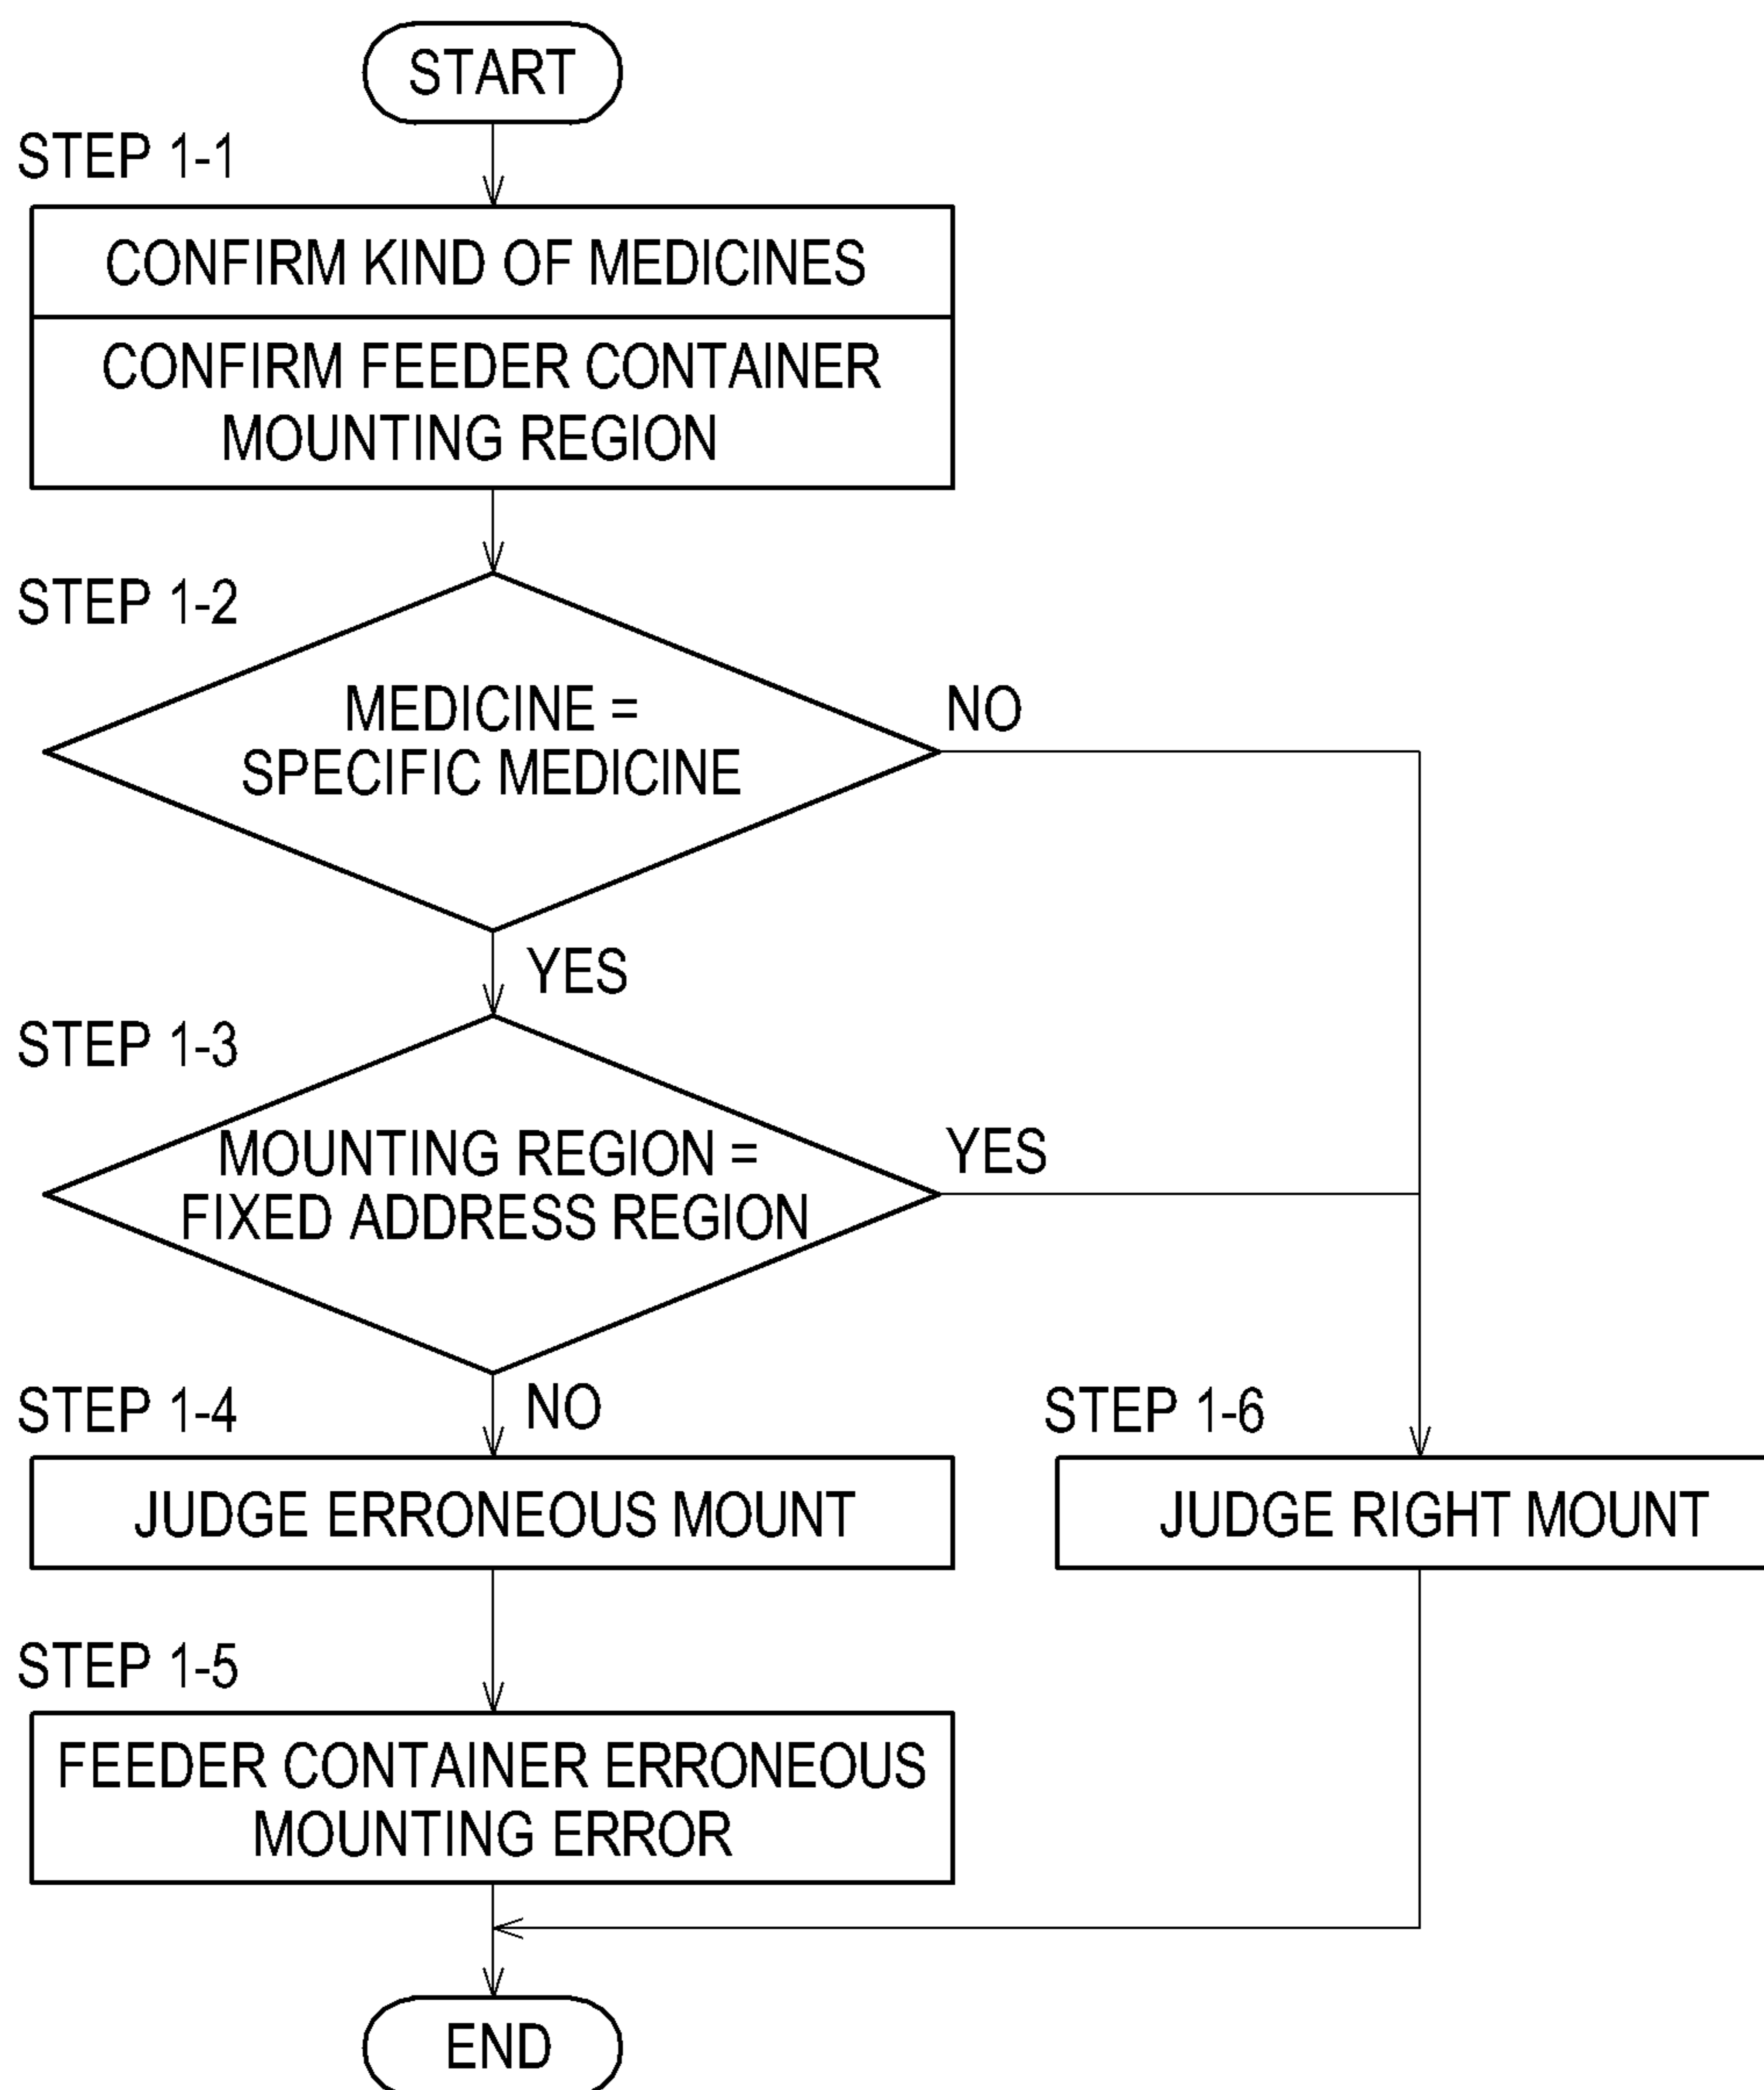 START
STEP 1-1
CONFIRM KIND OF MEDICINES
CONFIRM FEEDER CONTAINER
MOUNTING REGION
STEP 1-2
MEDICINE =
SPECIFIC MEDICINE
NO
YES
STEP 1-3
MOUNTING REGION =
FIXED ADDRESS REGION
YES
NO
STEP 1-4
JUDGE ERRONEOUS MOUNT
STEP 1-6
JUDGE RIGHT MOUNT
STEP 1-5
FEEDER CONTAINER ERRONEOUS
MOUNTING ERROR
END